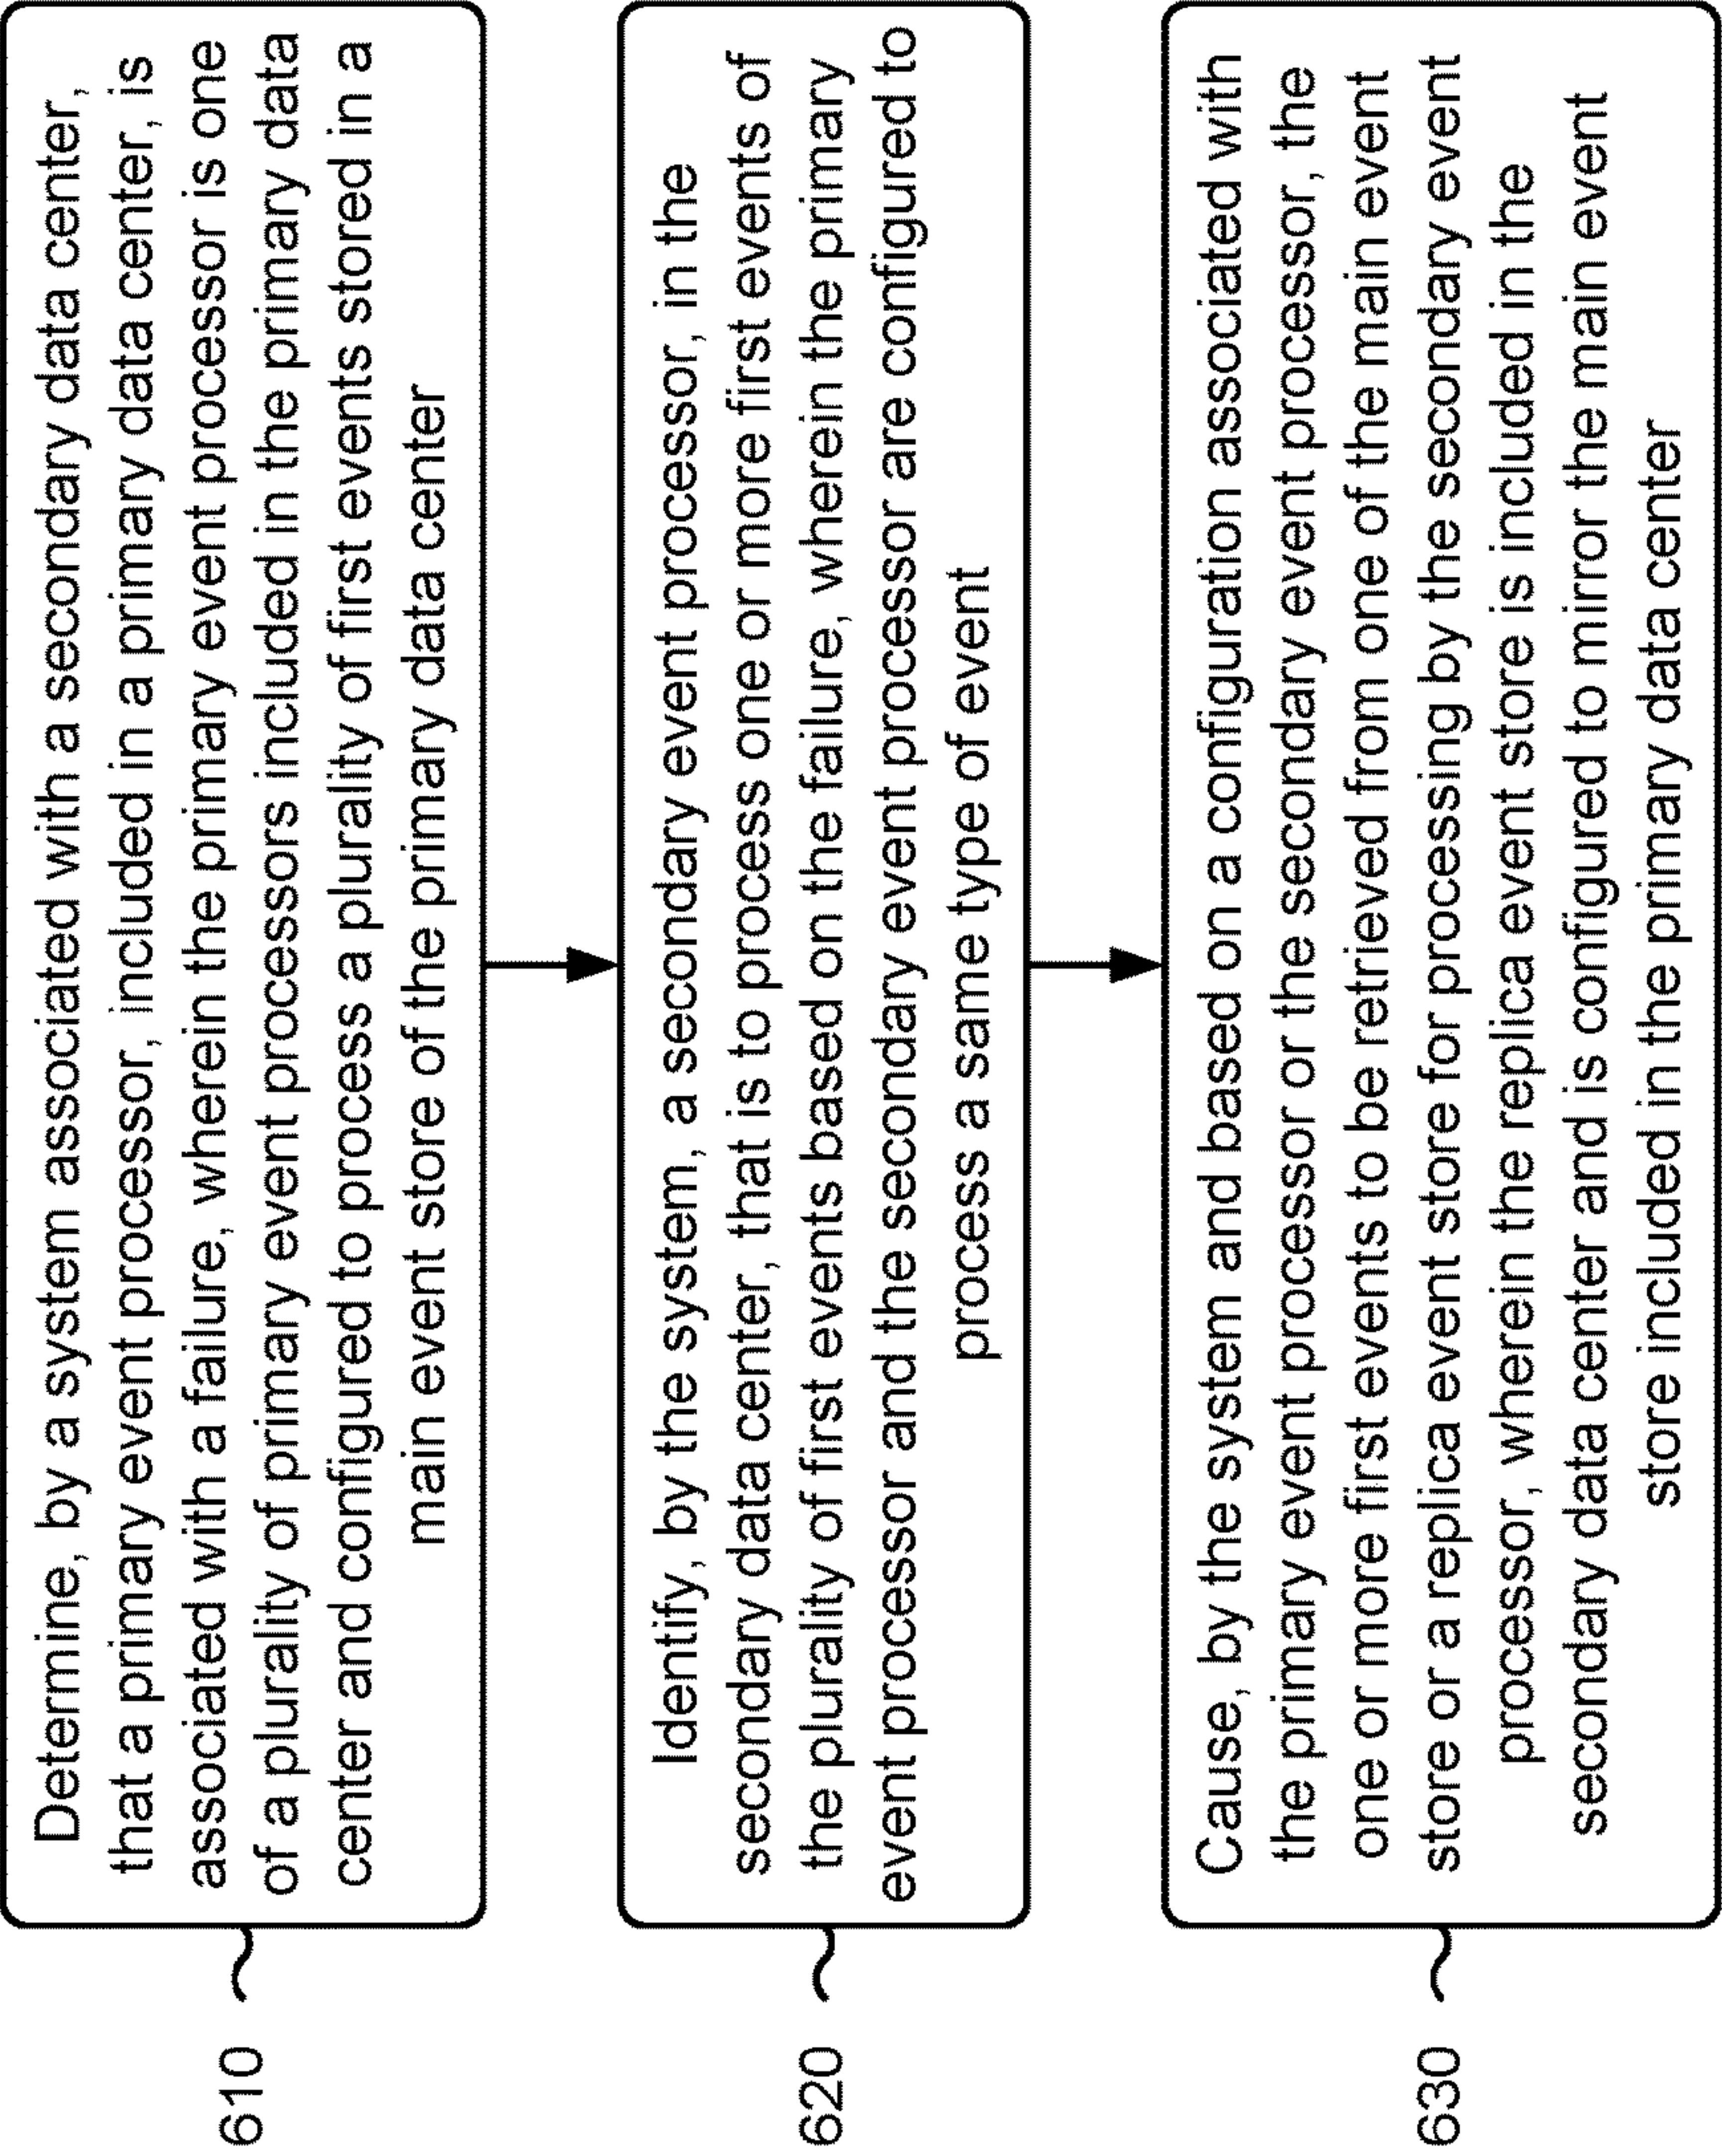 610
Determine, by a system associated with a secondary data center,
that a primary event processor, included in a primary data center, is
associated with a failure, wherein the primary event processor is one
of a plurality of primary event processors included in the primary data
center and configured to process a plurality of first events stored in a
main event store of the primary data center
620
Identify, by the system, a secondary event processor, in the
secondary data center, that is to process one or more first events of
the plurality of first events based on the failure, wherein the primary
event processor and the secondary event processor are configured to
process a same type of event
630
Cause, by the system and based on a configuration associated with
the primary event processor or the secondary event processor, the
one or more first events to be retrieved from one of the main event
store or a replica event store for processing by the secondary event
processor, wherein the replica event store is included in the
secondary data center and is configured to mirror the main event
store included in the primary data center